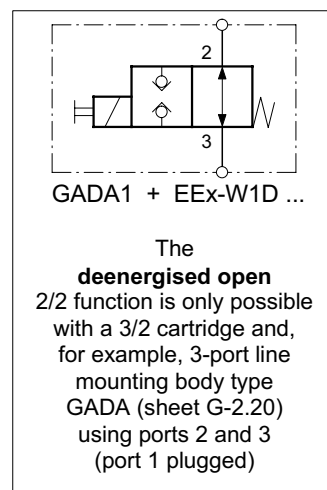 2
3
GADA1 + EEx-W1D ...
The
deenergised open
2/2 function is only possible
with a 3/2 cartridge and,
for example, 3-port line
mounting body type
GADA (sheet G-2.20)
using ports 2 and 3
(port 1 plugged)